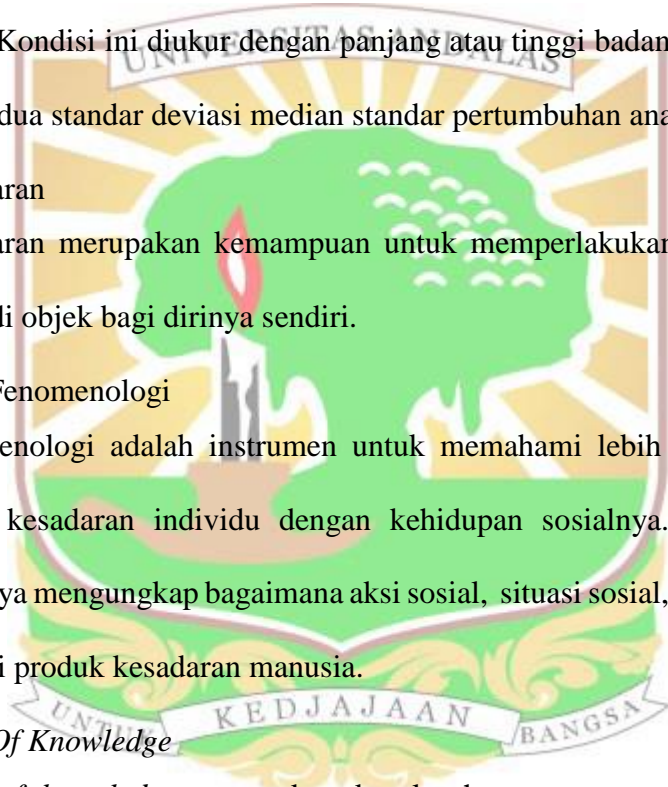 Kondisi ini diukur dengan panjang atau tinggi badan
UNIVERSITAS ANDALAS
dua standar deviasi median standar pertumbuhan ana
aran
aran merupakan kemampuan untuk memperlakukan
di objek bagi dirinya sendiri.
Fenomenologi
enologi adalah instrumen untuk memahami lebih
kesadaran individu dengan kehidupan sosialnya.
ya mengungkap bagaimana aksi sosial, situasi sosial,
i produk kesadaran manusia.
UNTUK KEDJAJAAN BANGSA
Of Knowledge